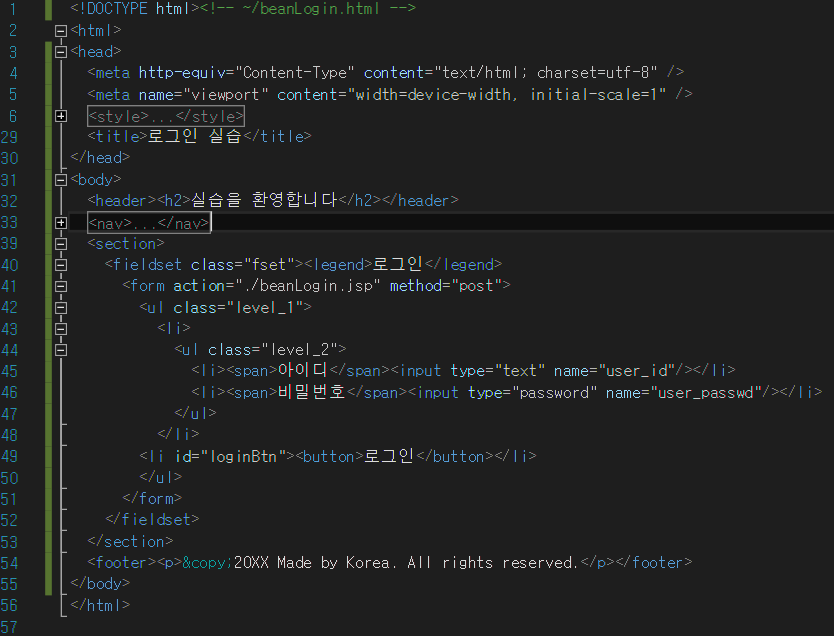 1 <!DOCTYPE html><!-- ~/beanLogin.html -->
2 <html>
3 <head>
4 <meta http-equiv="Content-Type" content="text/html; charset=utf-8" />
5 <meta name="viewport" content="width=device-width, initial-scale=1" />
6 <style>...</style>
29 <title>로그인 실습</title>
30 </head>
31 <body>
32 <header><h2>실습을 환영합니다</h2></header>
33 <nav>...</nav>
39 <section>
40 <fieldset class="fset"><legend>로그인</legend>
41 <form action="./beanLogin.jsp" method="post">
42 <ul class="level_1">
43 <li>
44 <ul class="level_2">
45 <li><span>아이디</span><input type="text" name="user_id"/></li>
46 <li><span>비밀번호</span><input type="password" name="user_passwd"/></li>
47 </ul>
48 </li>
49 <li id="loginBtn"><button>로그인</button></li>
50 </ul>
51 </form>
52 </fieldset>
53 </section>
54 <footer><p>&copy;20XX Made by Korea. All rights reserved.</p></footer>
55 </body>
56 </html>
57